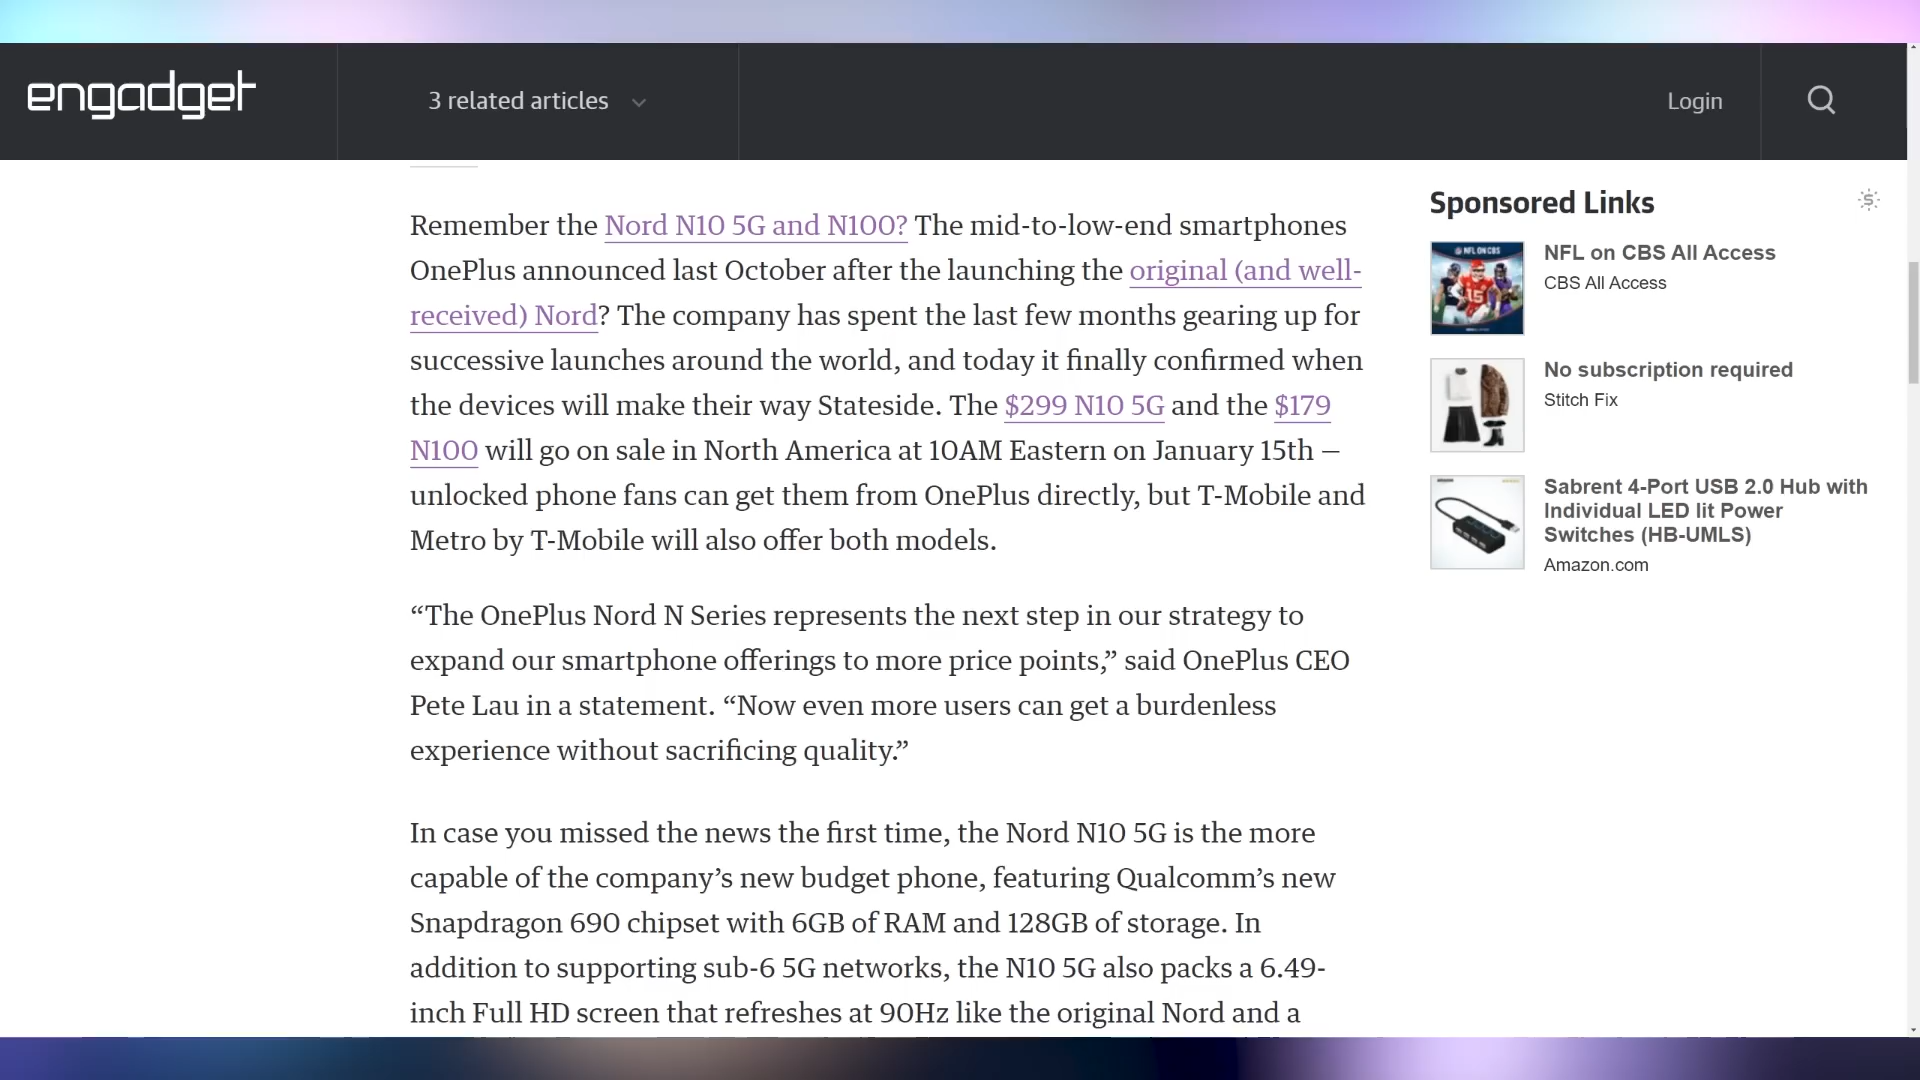 engadget
3 related articles
Login
Remember the Nord N10 5G and N100? The mid-to-low-end smartphones
OnePlus announced last October after the launching the original (and well-
received) Nord? The company has spent the last few months gearing up for
successive launches around the world, and today it finally confirmed when
the devices will make their way Stateside. The $299 N10 5G and the $179
N100 will go on sale in North America at 10AM Eastern on January 15th —
unlocked phone fans can get them from OnePlus directly, but T-Mobile and
Metro by T-Mobile will also offer both models.
“The OnePlus Nord N Series represents the next step in our strategy to
expand our smartphone offerings to more price points,” said OnePlus CEO
Pete Lau in a statement. “Now even more users can get a burdenless
experience without sacrificing quality.”
In case you missed the news the first time, the Nord N10 5G is the more
capable of the company’s new budget phone, featuring Qualcomm’s new
Snapdragon 690 chipset with 6GB of RAM and 128GB of storage. In
addition to supporting sub-6 5G networks, the N10 5G also packs a 6.49-
inch Full HD screen that refreshes at 90Hz like the original Nord and a
Sponsored Links
NFL ON CBS
15
NFL on CBS All Access
CBS All Access
No subscription required
Stitch Fix
Sabrent 4-Port USB 2.0 Hub with
Individual LED lit Power
Switches (HB-UMLS)
Amazon.com